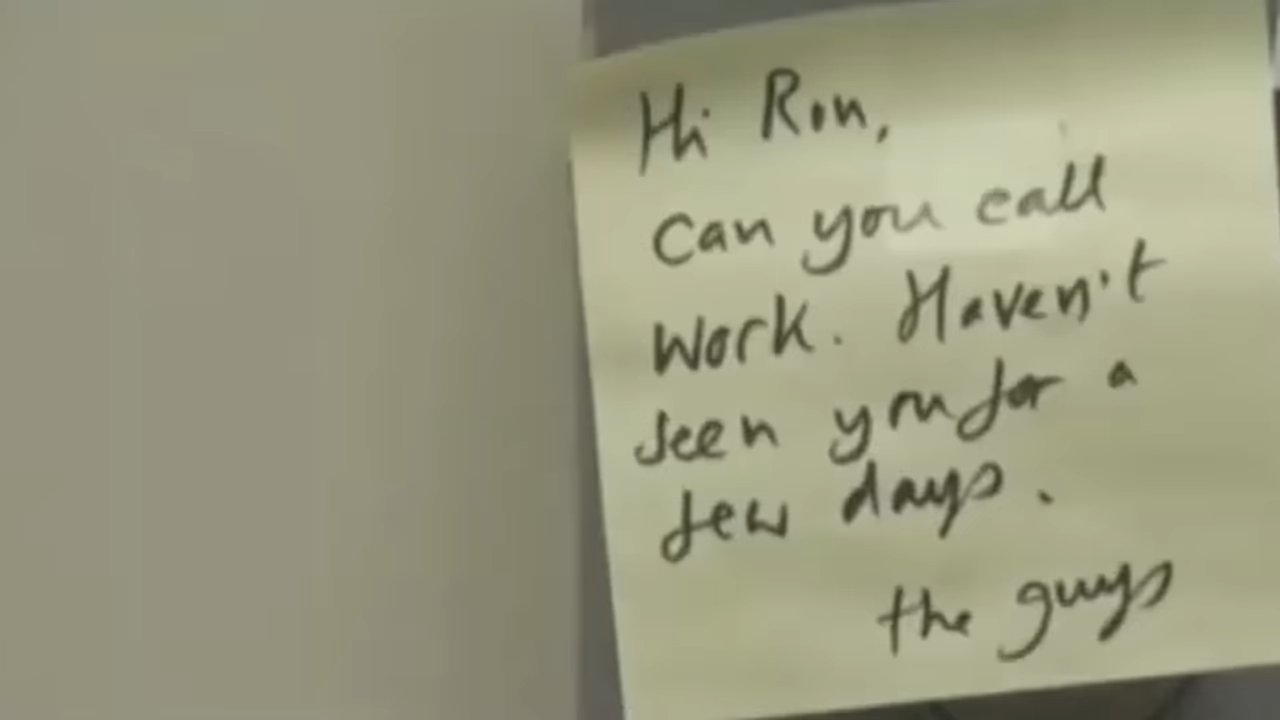 Hi Ron,
Can you call
Work. Haven't
seen you for a
few days.
the guys